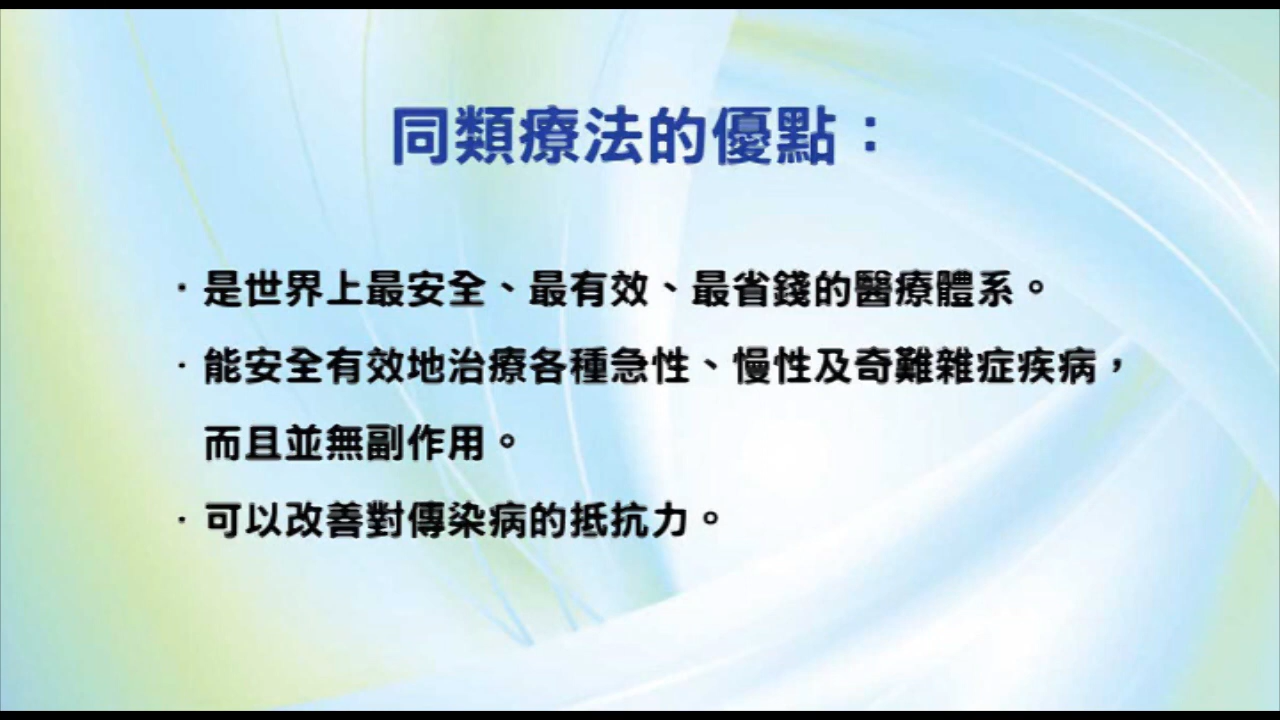 同類療法的優點：
· 是世界上最安全、最有效、最省錢的醫療體系。
· 能安全有效地治療各種急性、慢性及奇難雜症疾病，
而且並無副作用。
· 可以改善對傳染病的抵抗力。